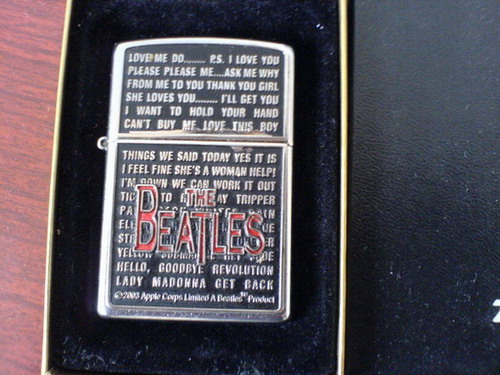 LOVE ME DO........ P.S. I LOVE YOU
PLEASE PLEASE ME....ASK ME WHY
FROM ME TO YOU THANK YOU GIRL
SHE LOVES YOU........ I'LL GET YOU
I WANT TO HOLD YOUR HAND
CAN'T BUY ME LOVE THIS BOY
THINGS WE SAID TODAY YES IT IS
I FEEL FINE SHE'S A WOMAN HELP!
I'M DOWN WE CAN WORK IT OUT
TO TRIPPER
THE
BEATLES
YELLOW
HELLO, GOODBYE REVOLUTION
LADY MADONNA GET BACK
©2003 Apple Corps Limited A Beatles™ Product